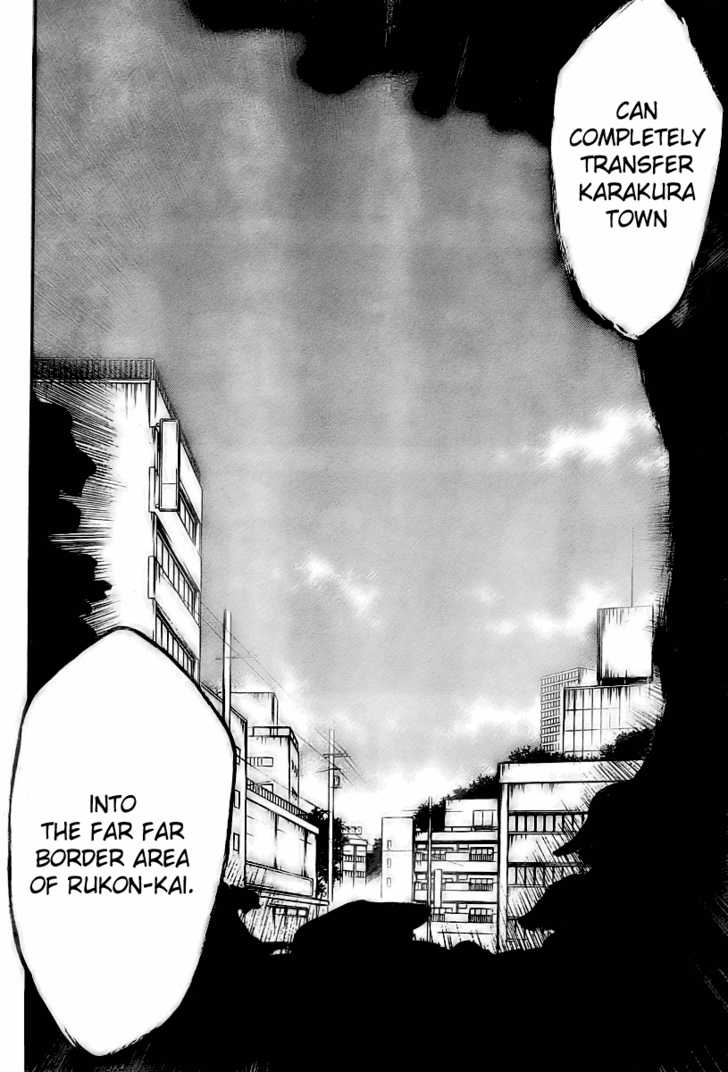 CAN
COMPLETELY
TRANSFER
KARAKURA
TOWN
INTO
THE FAR FAR
BORDER AREA
OF RUKON-KAI.